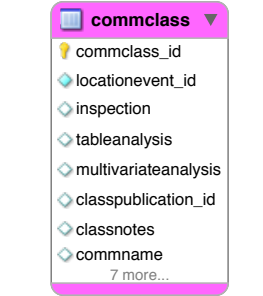 commclass
commclass_id
locationevent_id
inspection
tableanalysis
multivariateanalysis
classpublication_id
classnotes
commname
7 more...